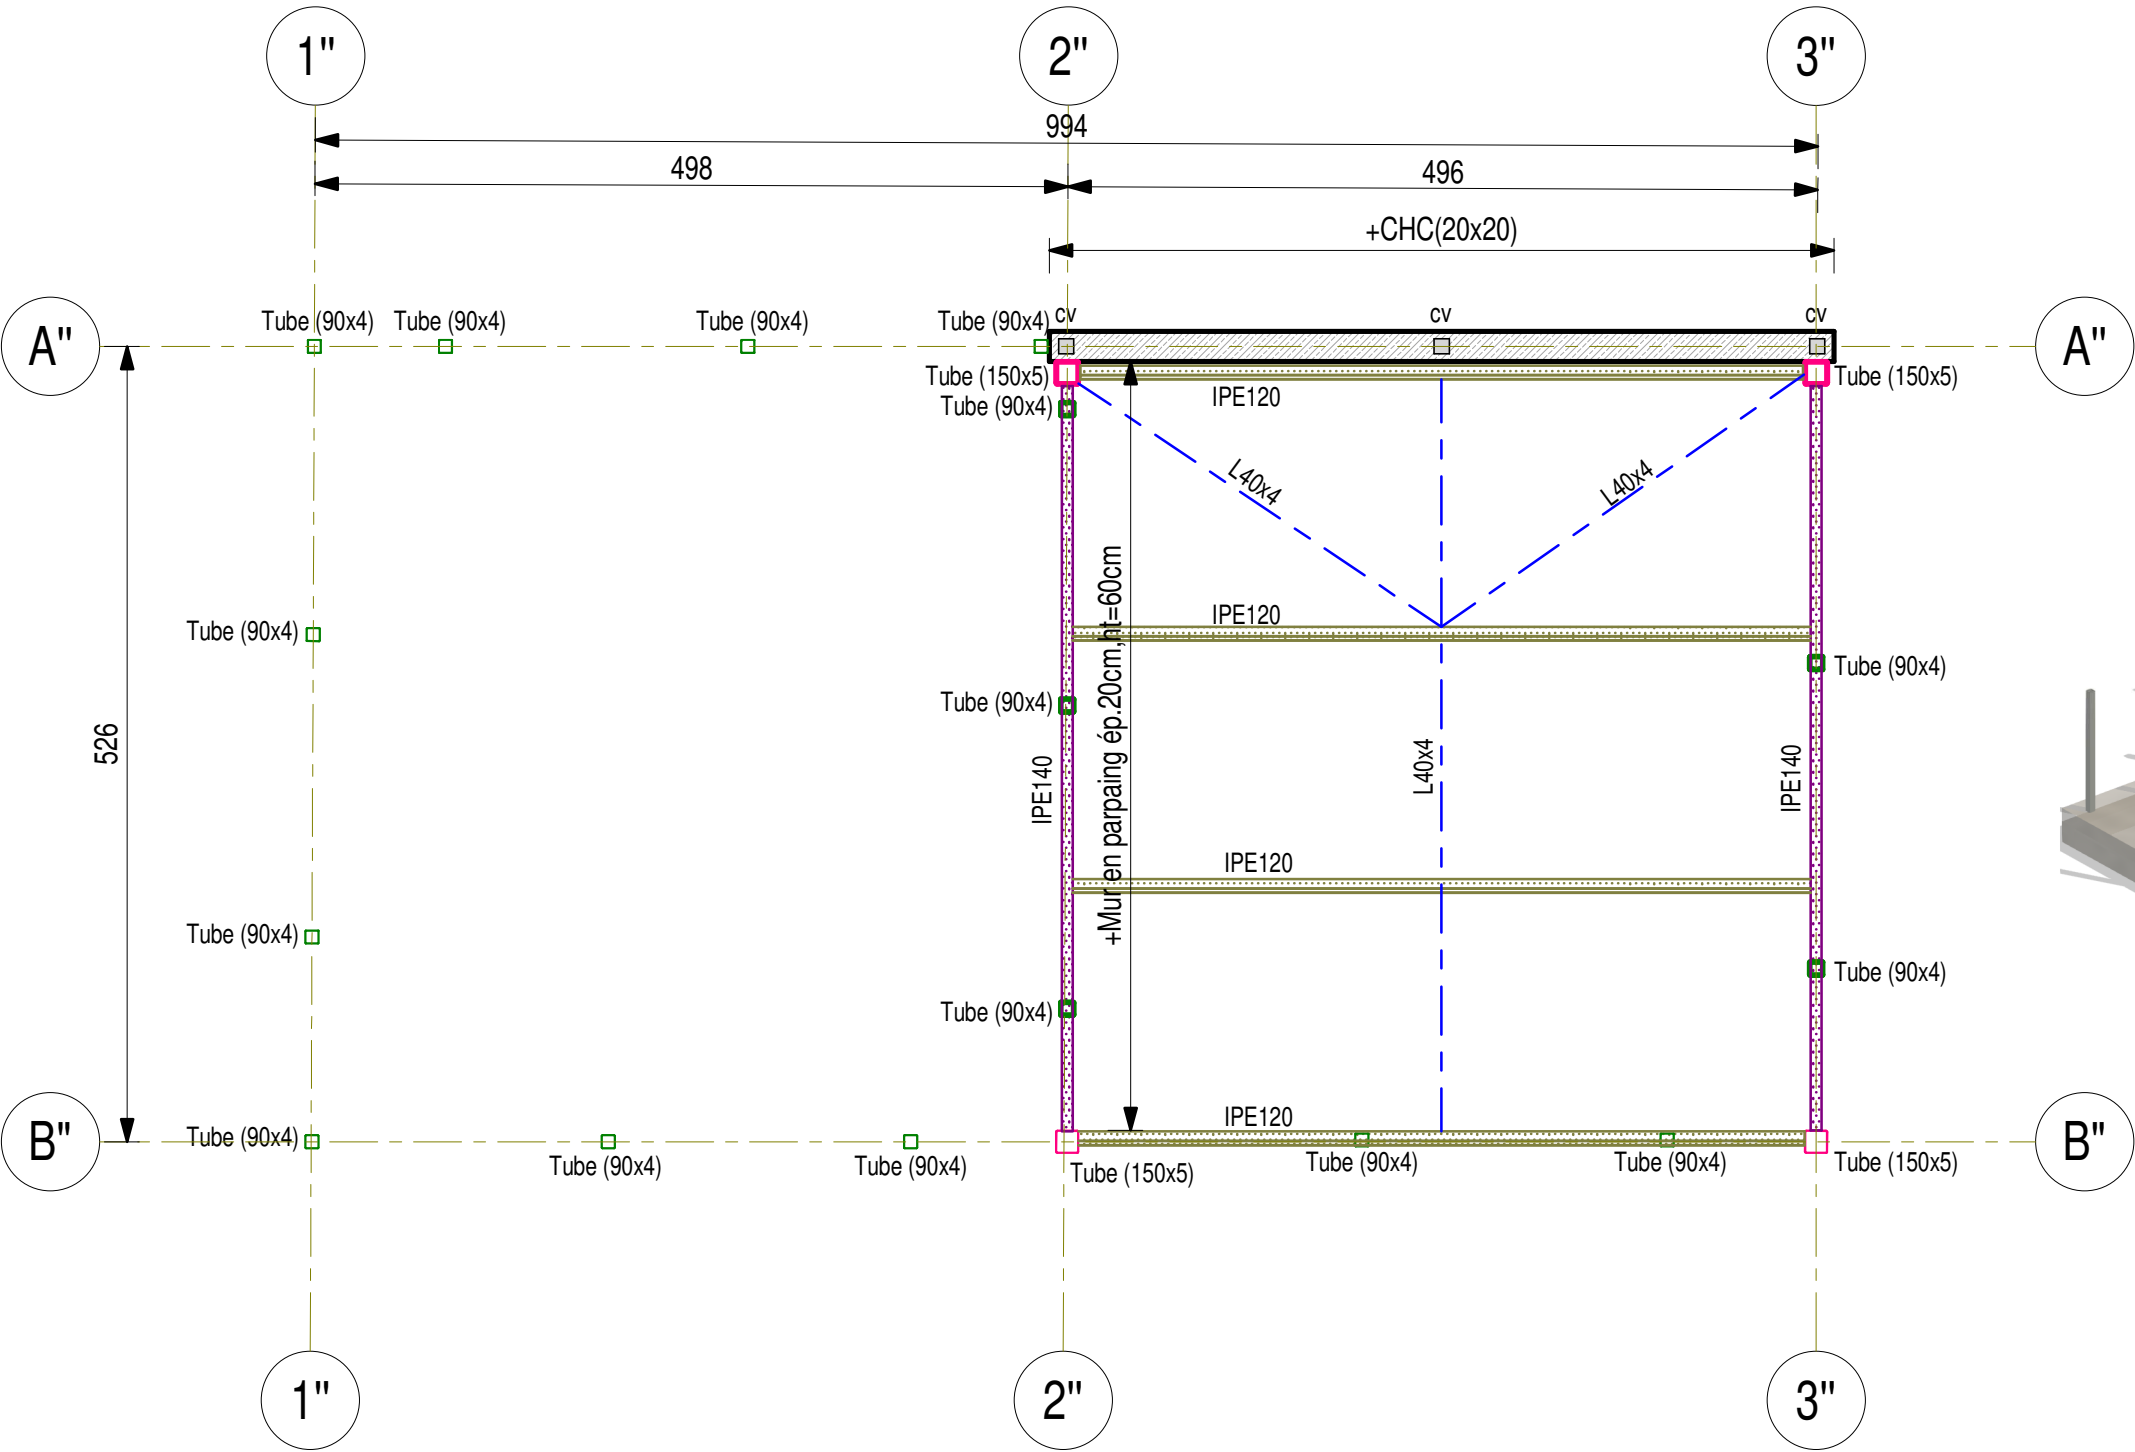 1" 2" 3"
994
498 496
+CHC(20x20)
Tube (90x4) Tube (90x4) Tube (90x4) Tube (90x4) cv cv cv
A" A"
Tube (150x5) Tube (150x5)
IPE120
Tube (90x4)
L40x4 L40x4
IPE120
Tube (90x4) Tube (90x4)
+Mur en parpaing ép.20cm,ht=60cm
Tube (90x4)
526
IPE140 L40x4 IPE140
IPE120
Tube (90x4) Tube (90x4)
Tube (90x4)
IPE120
B" Tube (90x4) B"
Tube (90x4) Tube (90x4) Tube (150x5) Tube (90x4) Tube (90x4) Tube (150x5)
1" 2" 3"